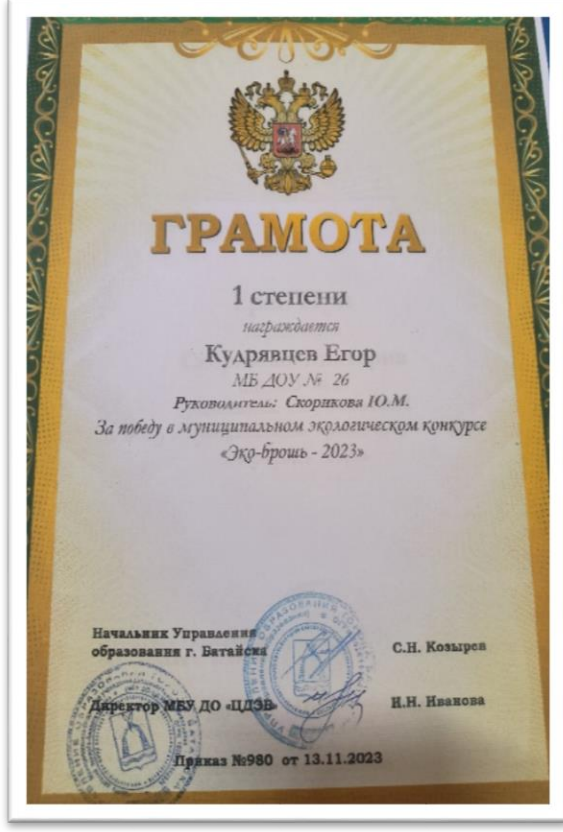 ГРАМОТА
1 степени
награждается
Кудрявцев Егор
МБ ДОУ № 26
Руководитель: Скорикова Ю.М.
За победу в муниципальном экологическом конкурсе
«Эко-брошь - 2023»
Начальник Управления
образования г. Батайска
С.Н. Козырев
Директор МБУ ДО «ЦДЭБ»
И.Н. Иванова
Приказ №980 от 13.11.2023